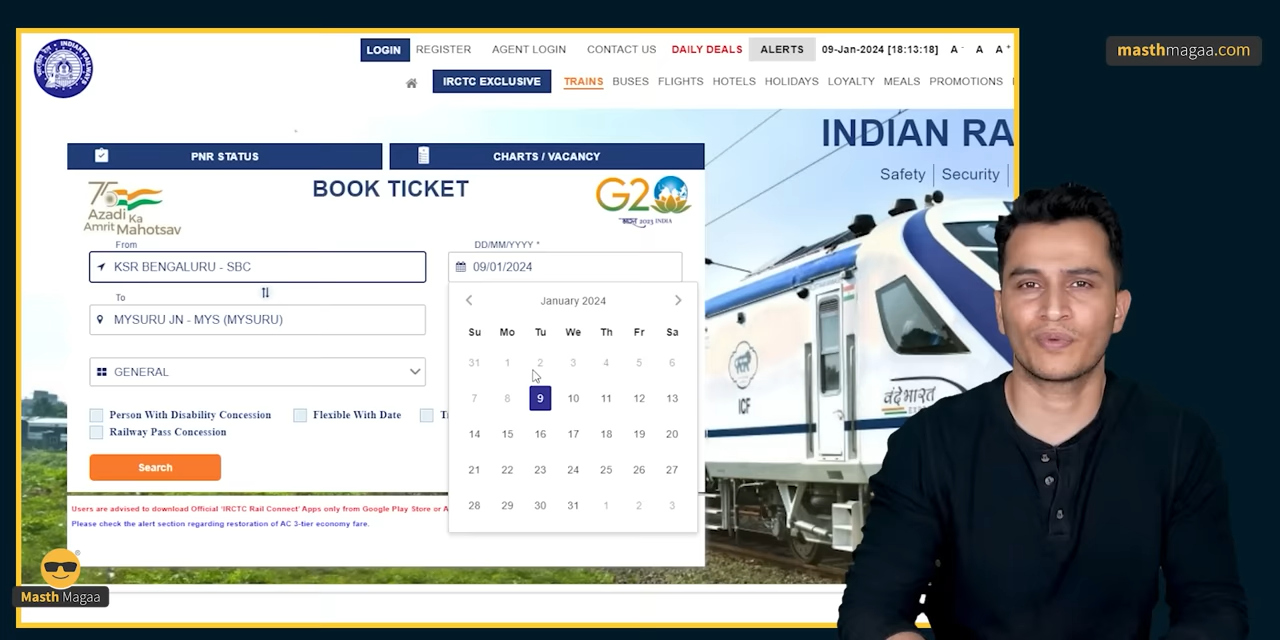 LOGIN REGISTER AGENT LOGIN CONTACT US DAILY DEALS ALERTS 09-Jan-2024 [18:13:18] A- A A+
masthmagaa.com
IRCTC EXCLUSIVE TRAINS BUSES FLIGHTS HOTELS HOLIDAYS LOYALTY MEALS PROMOTIONS
INDIAN RA
PNR STATUS CHARTS / VACANCY
Safety Security
75 BOOK TICKET G20
Azadi Ka
Amrit Mahotsav
भारत 2023 INDIA
From DD/MM/YYYY *
KSR BENGALURU - SBC 09/01/2024
To January 2024
MYSURU JN - MYS (MYSURU)
Su Mo Tu We Th Fr Sa
31 1 2 3 4 5 6
GENERAL
7 8 9 10 11 12 13
ICF
वंदे भारत
Person With Disability Concession Flexible With Date
Railway Pass Concession
14 15 16 17 18 19 20
Search
21 22 23 24 25 26 27
28 29 30 31 1 2 3
Users are advised to download Official 'IRCTC Rail Connect' Apps only from Google Play Store or A
Please check the alert section regarding restoration of AC 3-tier economy fare.
Masth Magaa